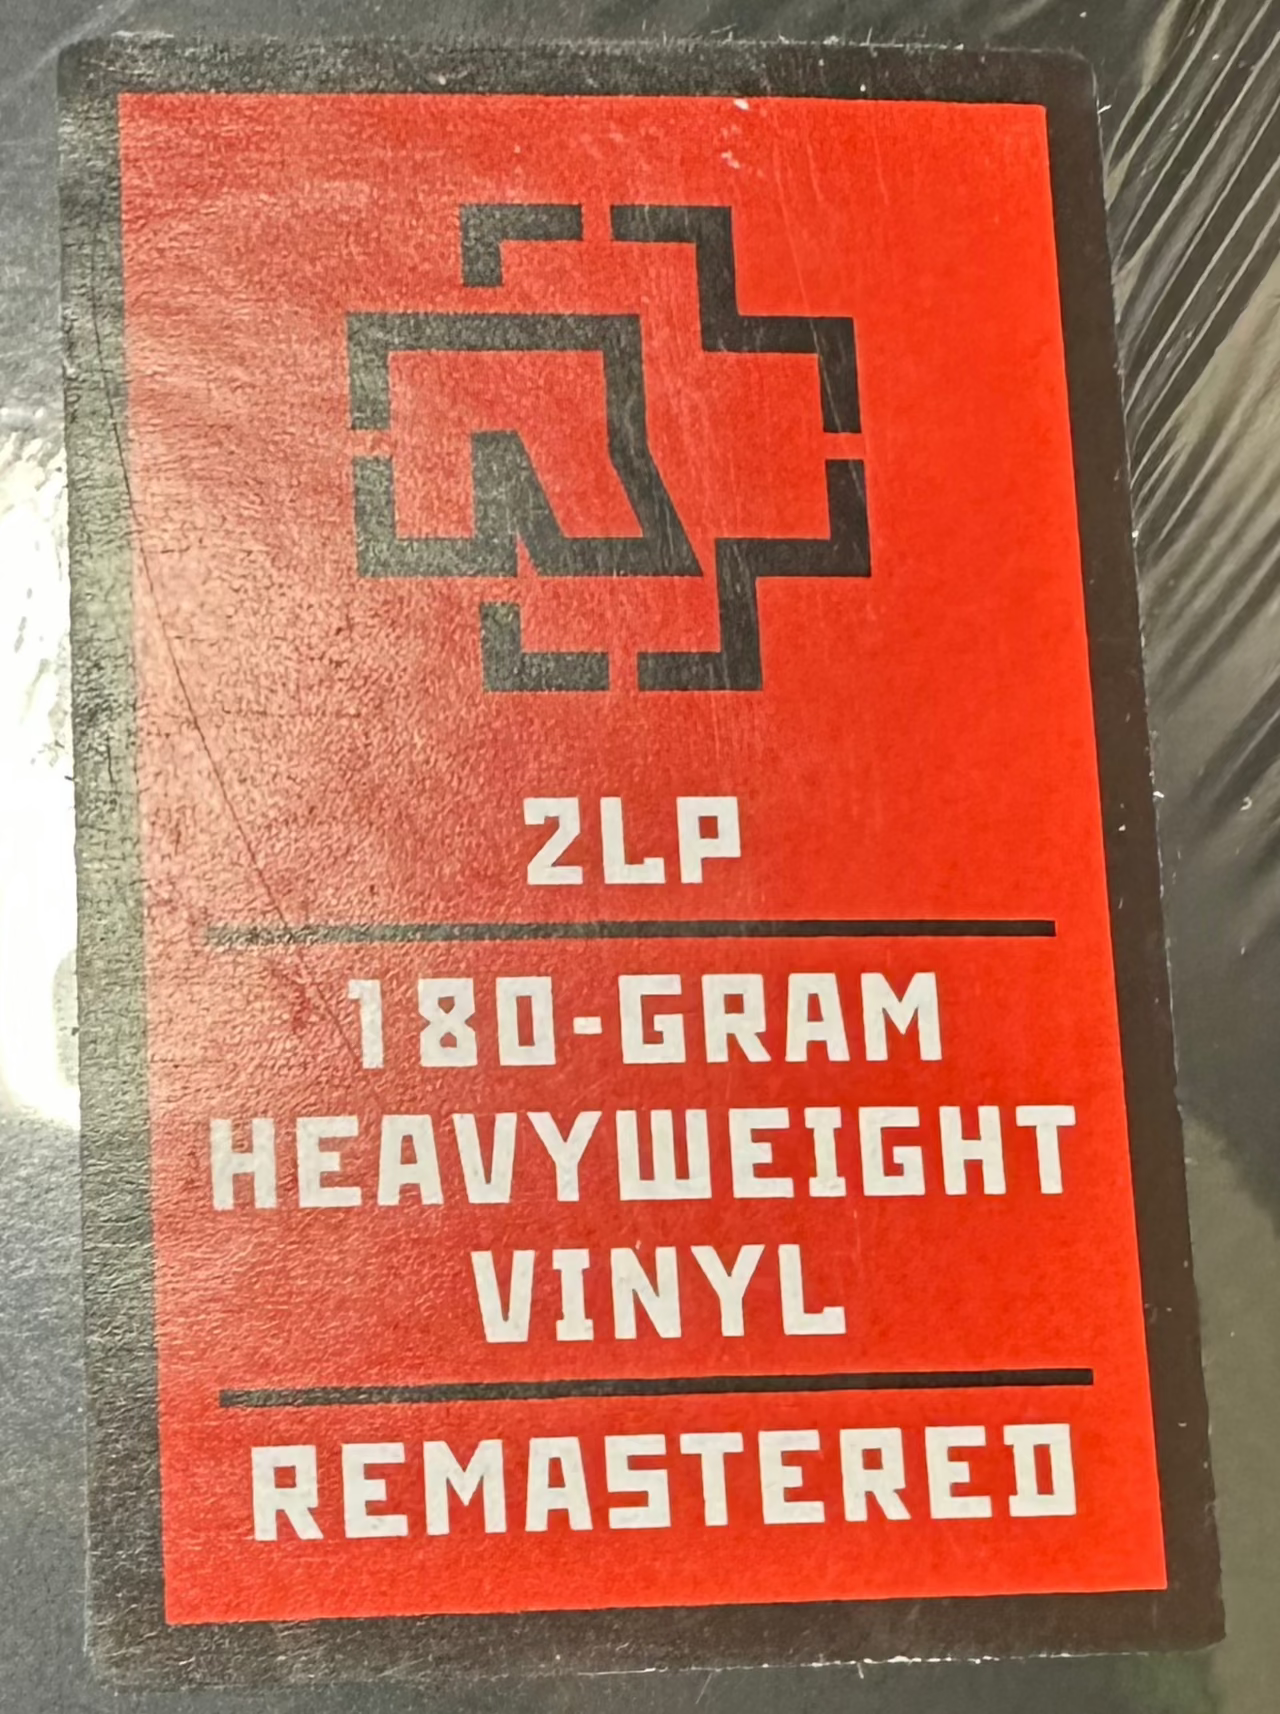 2LP
180-GRAM
HEAVYWEIGHT
VINYL
REMASTERED